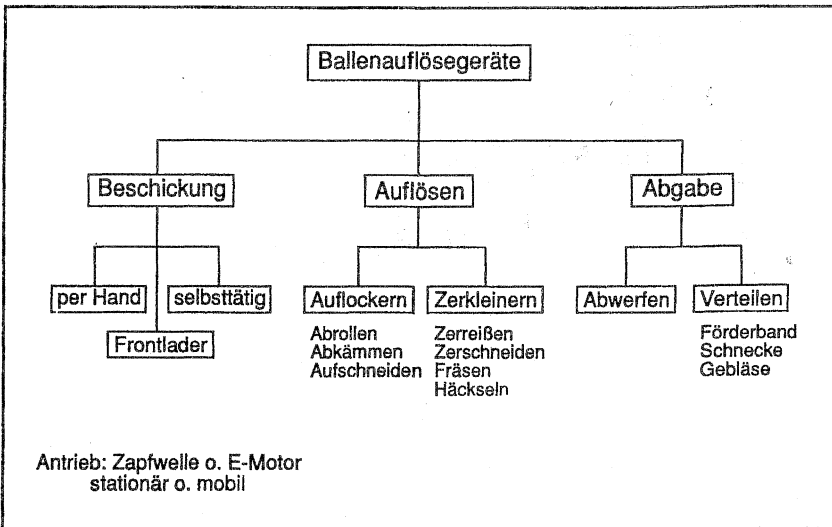 Ballenauflösegeräte
Beschickung
Auflösen
Abgabe
per Hand
selbsttätig
Frontlader
Auflockern
Zerkleinern
Abwerfen
Verteilen
Abrollen
Abkämmen
Aufschneiden
Zerreißen
Zerschneiden
Fräsen
Häckseln
Förderband
Schnecke
Gebläse
Antrieb: Zapfwelle o. E-Motor
stationär o. mobil